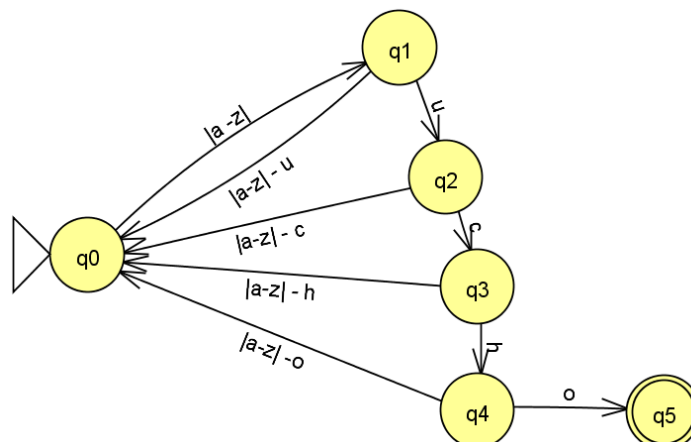 q1
|a -z|
u
|a-z| - u
q2
|a-z| - c
c
q0
q3
|a-z| - h
h
|a-z| -o
o
q4
q5